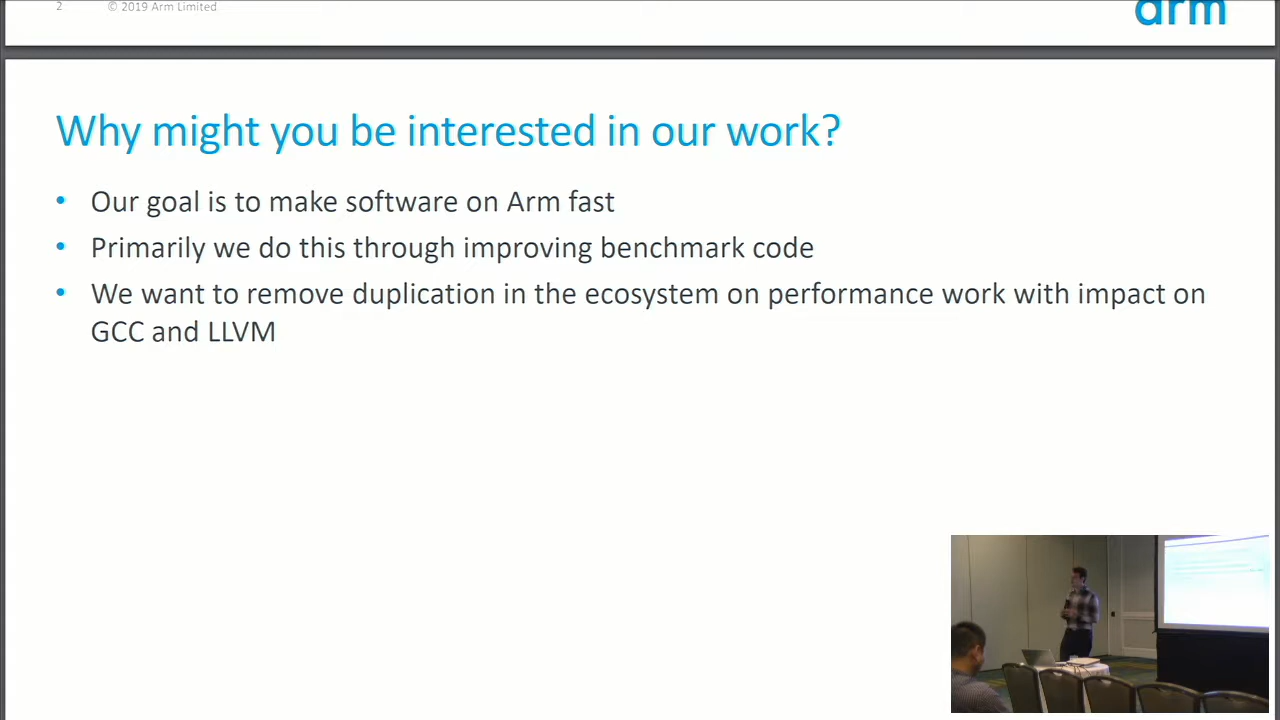 2 © 2019 Arm Limited
arm
Why might you be interested in our work?
• Our goal is to make software on Arm fast
• Primarily we do this through improving benchmark code
• We want to remove duplication in the ecosystem on performance work with impact on
GCC and LLVM